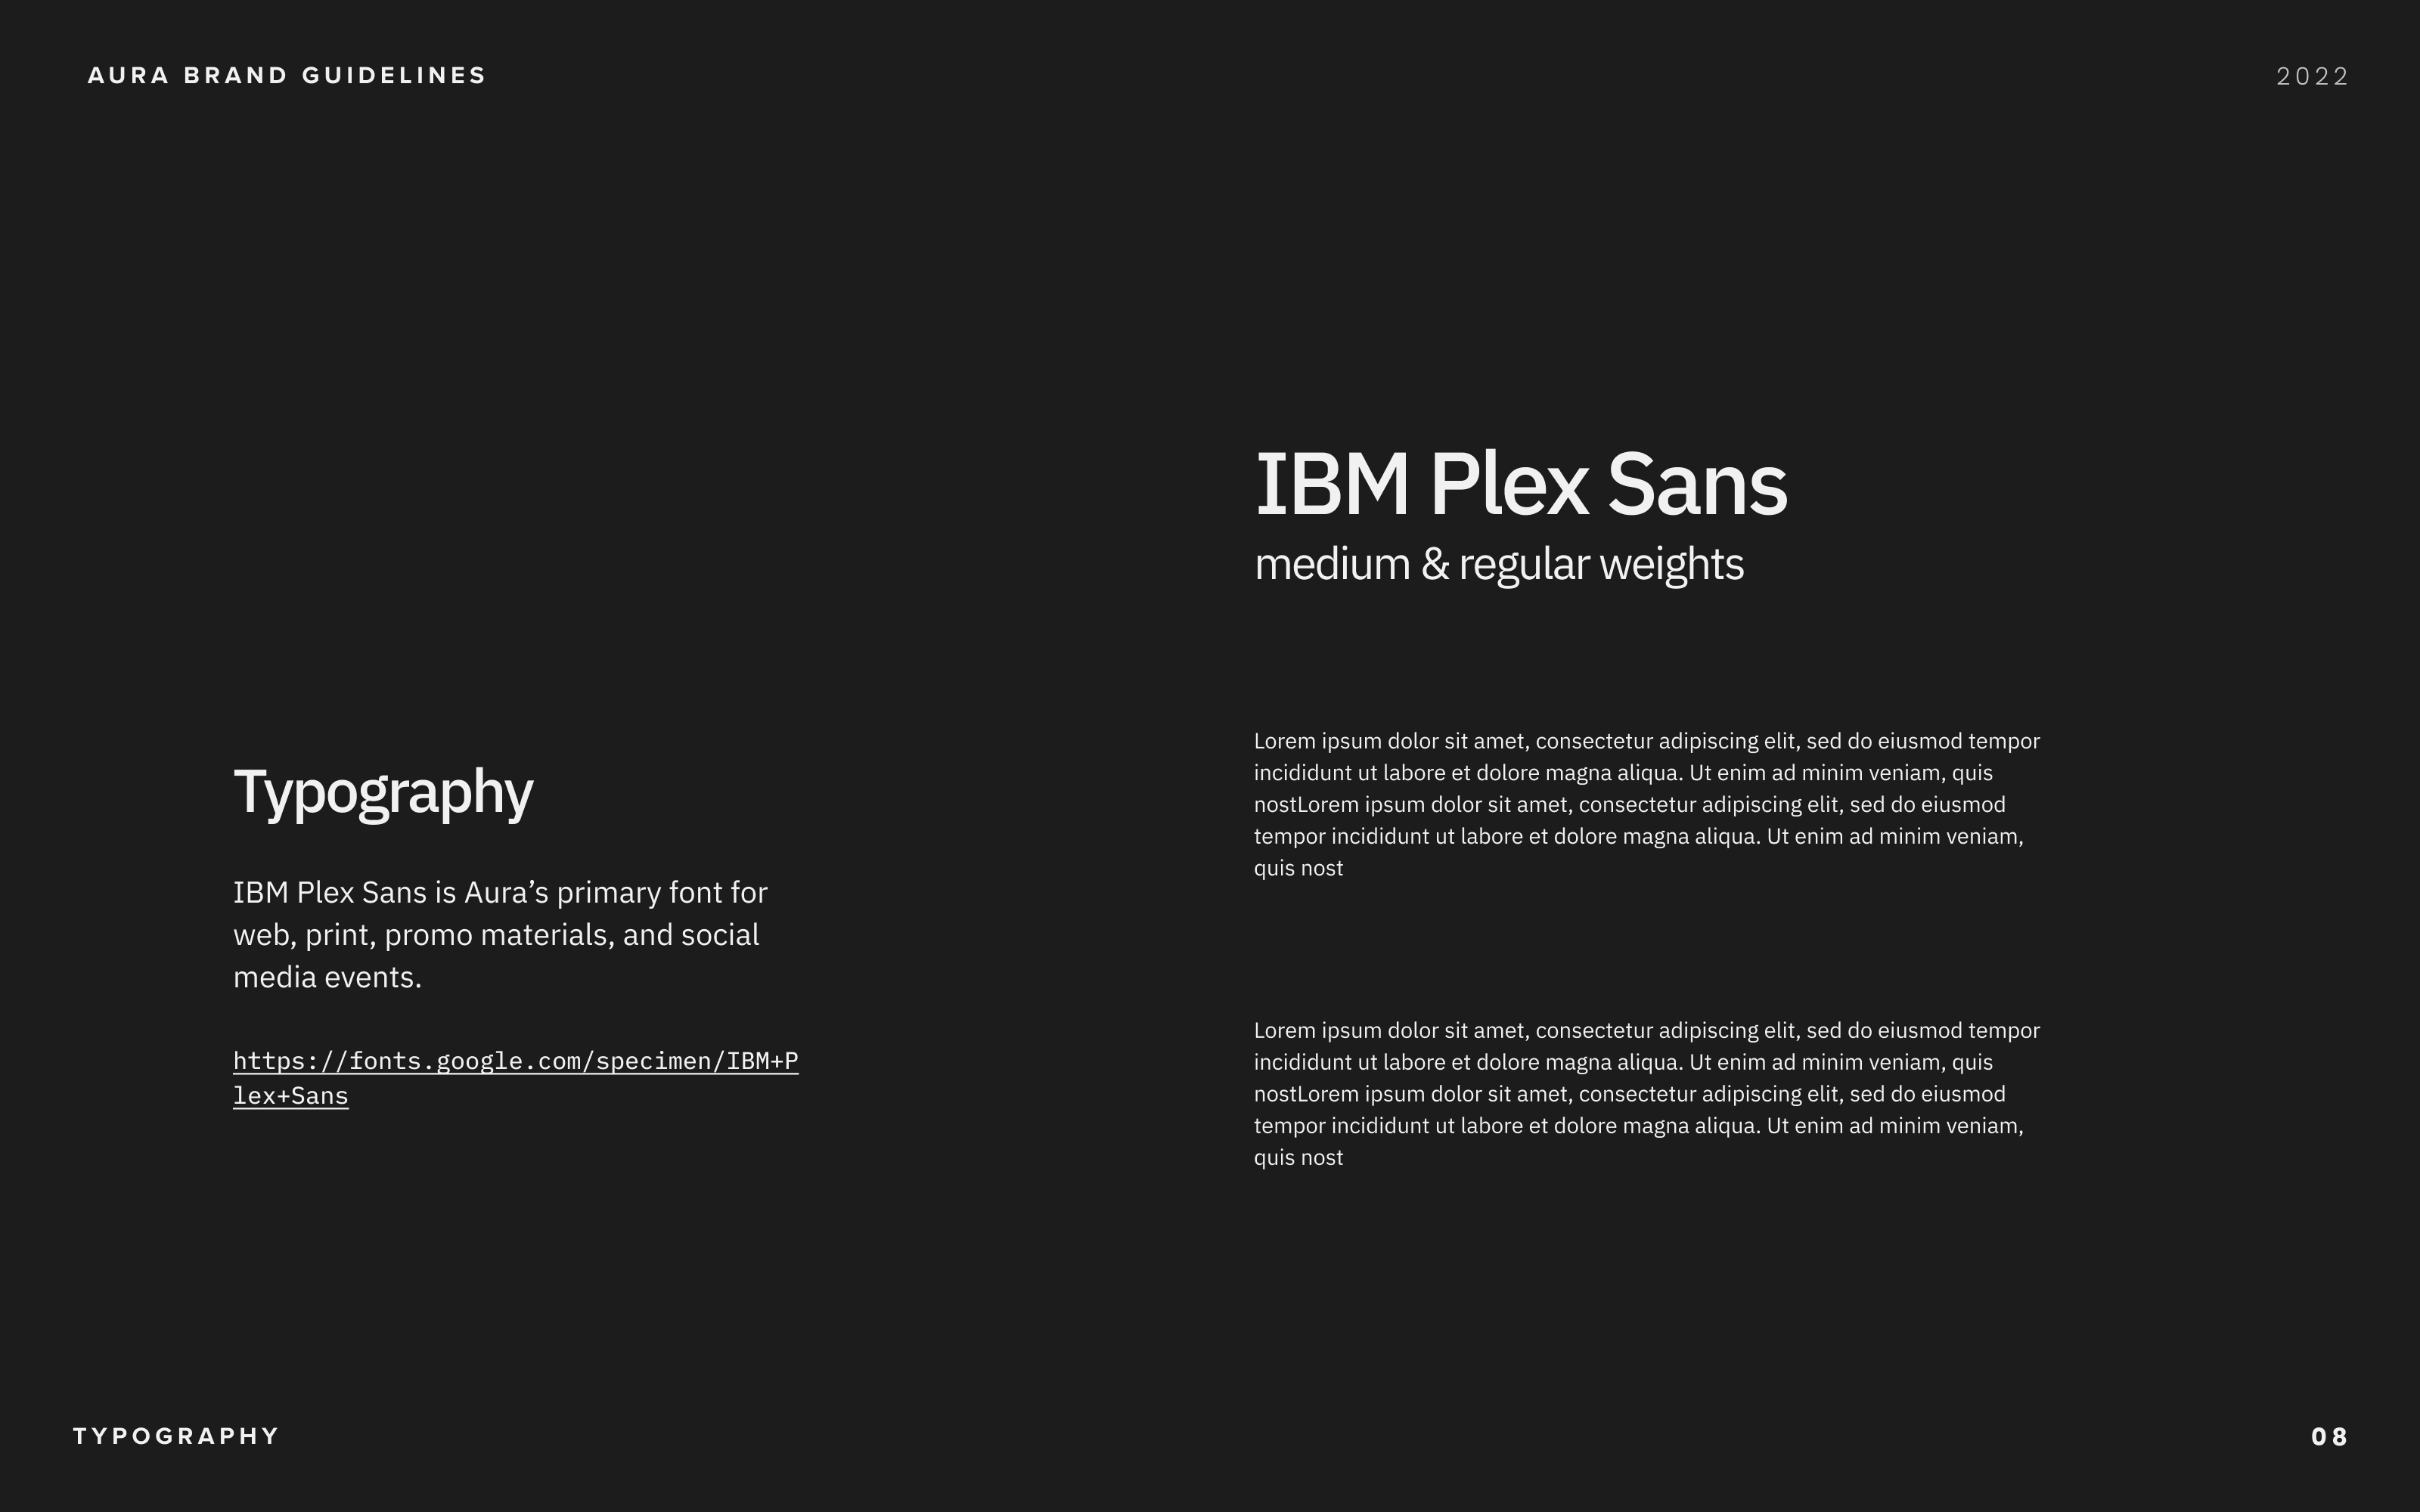 AURA BRAND GUIDELINES
2022
IBM Plex Sans
medium & regular weights
Typography
IBM Plex Sans is Aura’s primary font for
web, print, promo materials, and social
media events.
https://fonts.google.com/specimen/IBM+P
lex+Sans
Lorem ipsum dolor sit amet, consectetur adipiscing elit, sed do eiusmod tempor
incididunt ut labore et dolore magna aliqua. Ut enim ad minim veniam, quis
nostLorem ipsum dolor sit amet, consectetur adipiscing elit, sed do eiusmod
tempor incididunt ut labore et dolore magna aliqua. Ut enim ad minim veniam,
quis nost
Lorem ipsum dolor sit amet, consectetur adipiscing elit, sed do eiusmod tempor
incididunt ut labore et dolore magna aliqua. Ut enim ad minim veniam, quis
nostLorem ipsum dolor sit amet, consectetur adipiscing elit, sed do eiusmod
tempor incididunt ut labore et dolore magna aliqua. Ut enim ad minim veniam,
quis nost
TYPOGRAPHY
08